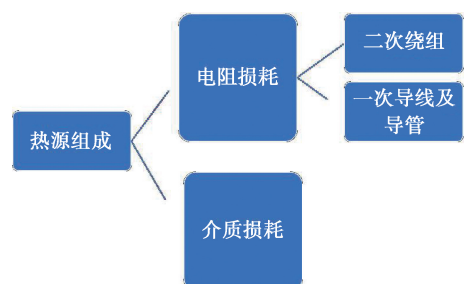 热源组成
电阻损耗
二次绕组
一次导线及
导管
介质损耗